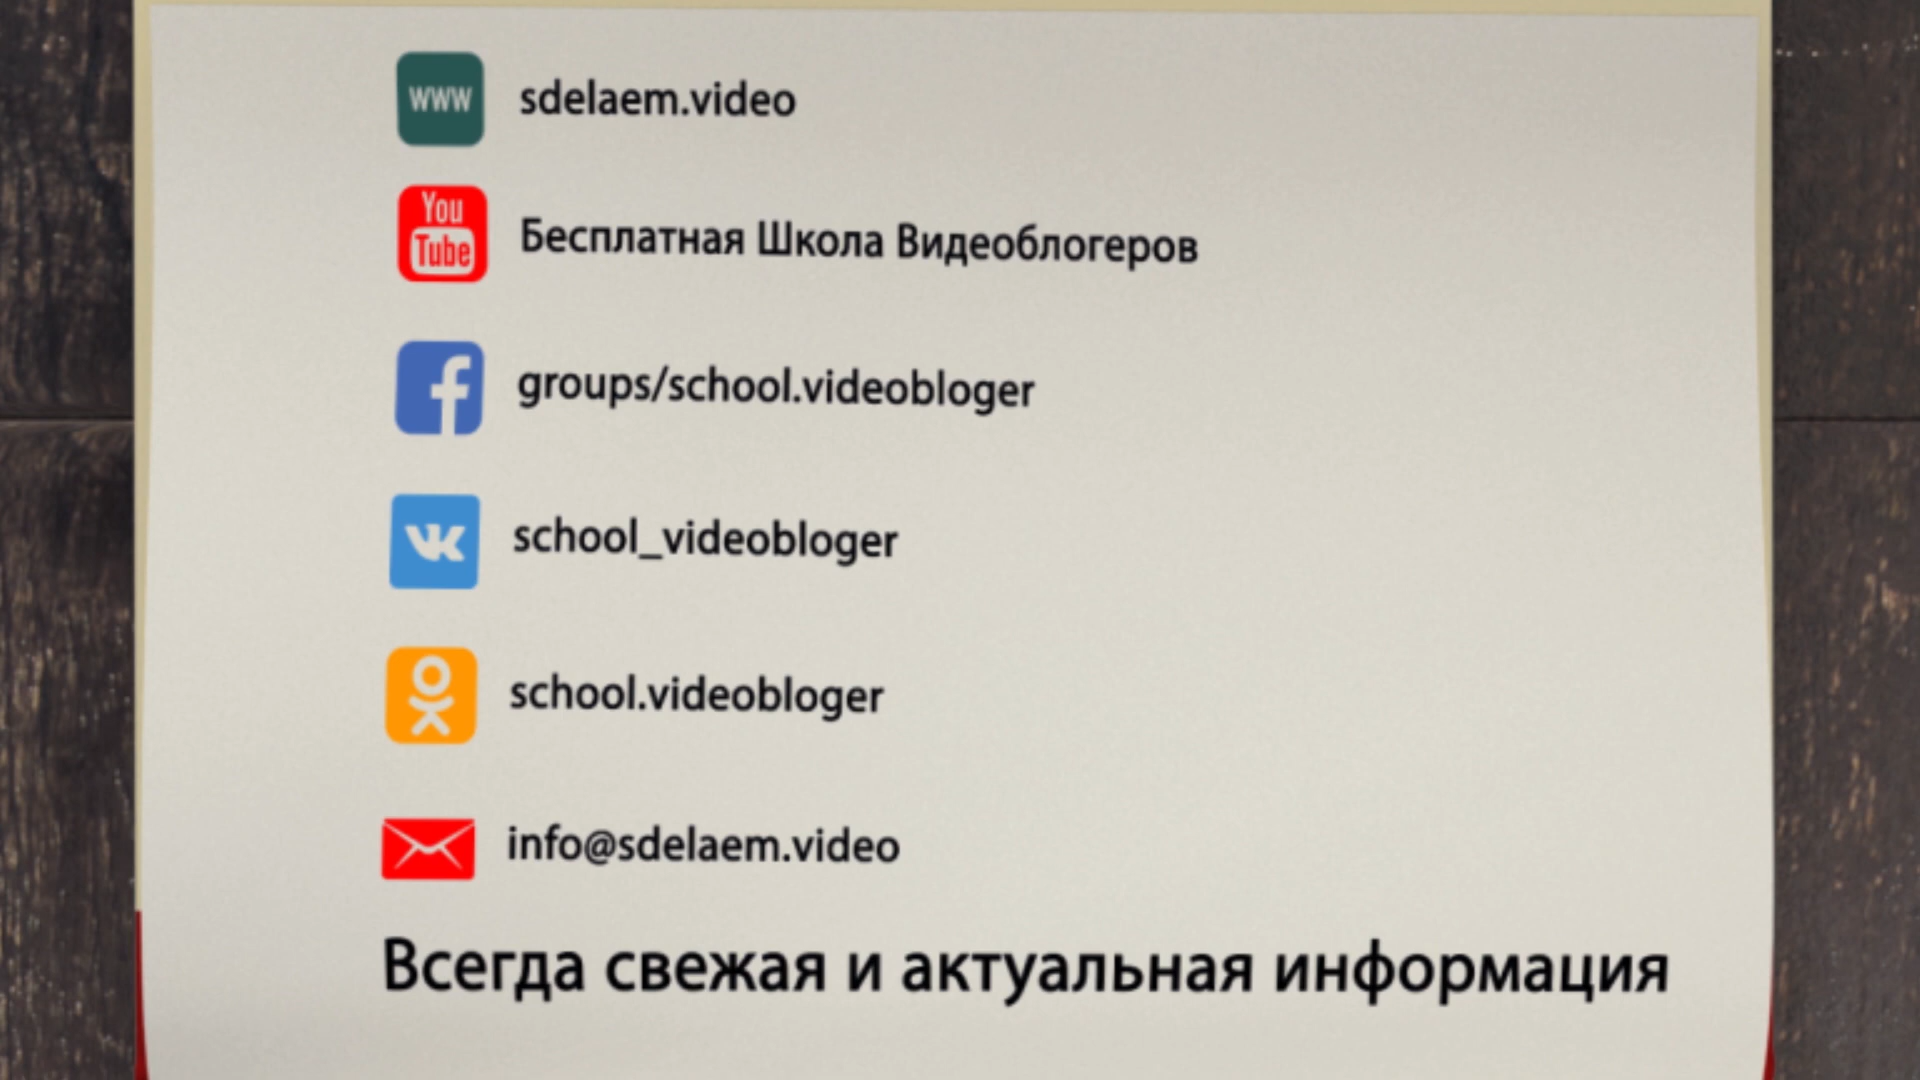 www sdelaem.video
You
Tube Бесплатная Школа Видеоблогеров
f groups/school.videobloger
vk school_videobloger
school.videobloger
info@sdelaem.video
Всегда свежая и актуальная информация